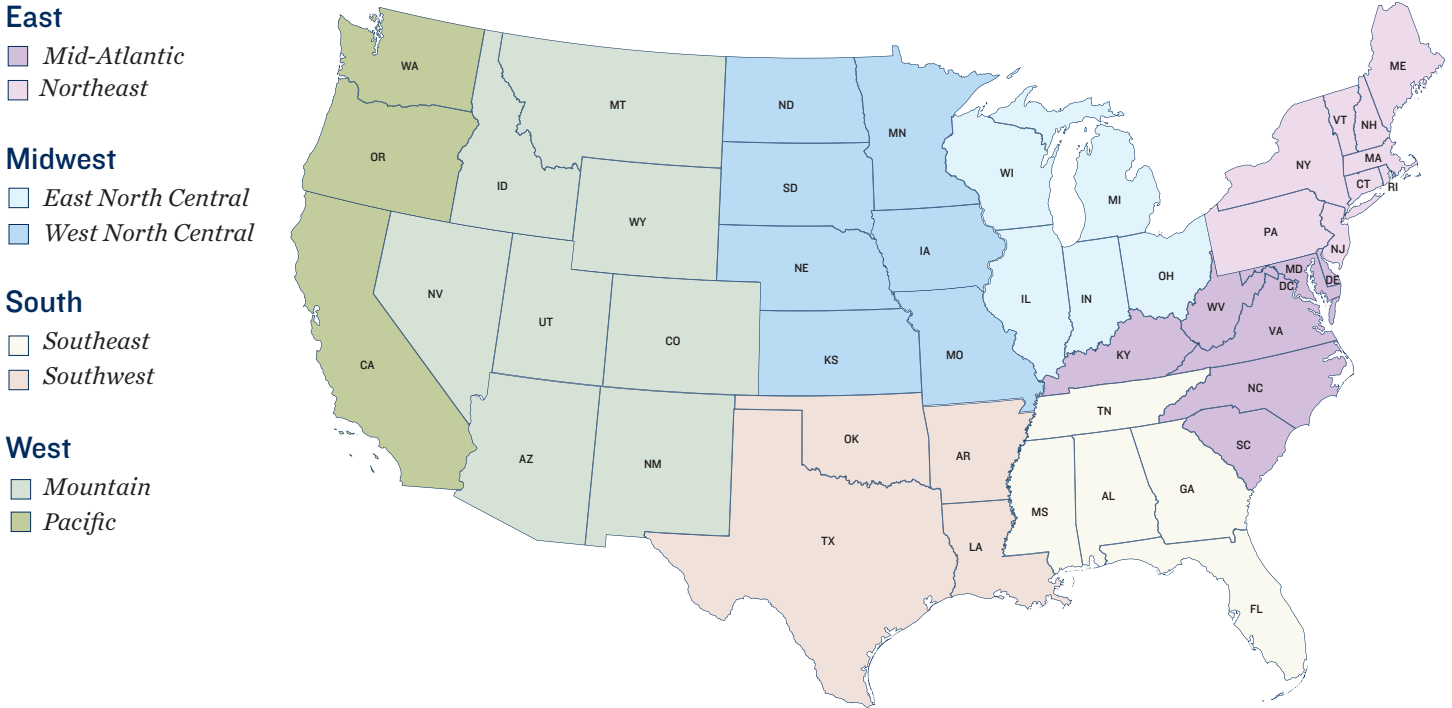 East
Mid-Atlantic
Northeast
Midwest
East North Central
West North Central
South
Southeast
Southwest
West
Mountain
Pacific
WA
OR
CA
NV
ID
MT
WY
UT
CO
AZ
NM
ND
SD
NE
KS
MN
IA
MO
OK
TX
AR
LA
WI
MI
IL
IN
OH
KY
TN
MS
AL
GA
FL
SC
NC
VA
WV
MD
DC
DE
PA
NJ
NY
CT
RI
MA
VT
NH
ME